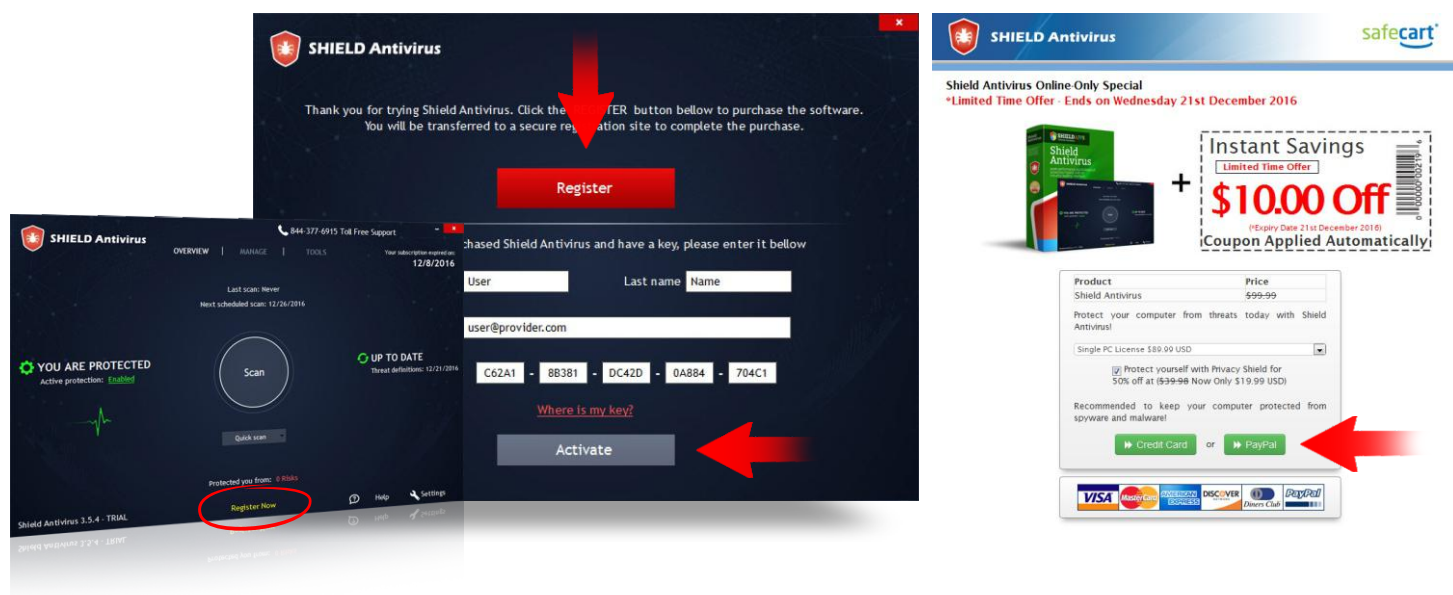 SHIELD Antivirus
Thank you for trying Shield Antivirus. Click the TER button bellow to purchase the software.
You will be transferred to a secure re ation site to complete the purchase.
Register
chased Shield Antivirus and have a key, please enter it bellow
User
Last name
Name
user@provider.com
C62A1 - 8B381 - DC42D - 0A884 - 704C1
Where is my key?
Activate
SHIELD Antivirus
844-377-6915 Toll Free Support
OVERVIEW | MANAGE | TOOLS
Your subscription expired on:
12/8/2016
Last scan: Never
Next scheduled scan: 12/26/2016
YOU ARE PROTECTED
Active protection: Enabled
Scan
UP TO DATE
Threat definitions: 12/21/2016
Quick scan
Protected you from: 0 Risks
Register Now
Help
Settings
Shield Antivirus 3.5.4 - TRIAL
SHIELD Antivirus
safecart
Shield Antivirus Online-Only Special
*Limited Time Offer - Ends on Wednesday 21st December 2016
Shield
Antivirus
+
Instant Savings
Limited Time Offer
$10.00 Off
(*Expiry Date 21st December 2016)
Coupon Applied Automatically
Product Price
Shield Antivirus $99.99
Protect your computer from threats today with Shield
Antivirus!
Single PC License $89.99 USD
Protect yourself with Privacy Shield for
50% off at ($39.98 Now Only $19.99 USD)
Recommended to keep your computer protected from
spyware and malware!
Credit Card or PayPal
VISA MasterCard AMERICAN EXPRESS DISCOVER Diners Club PayPal